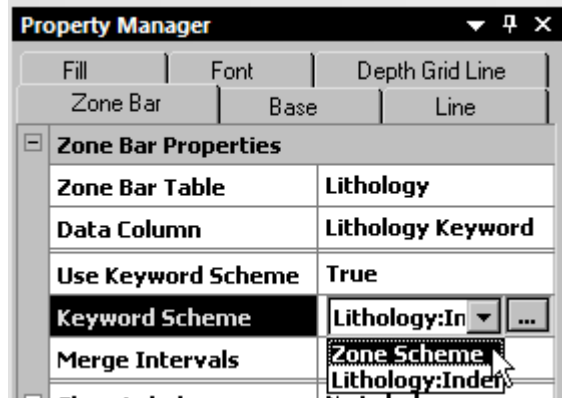 Property Manager
Fill Font Depth Grid Line
Zone Bar Base Line
Zone Bar Properties
Zone Bar Table Lithology
Data Column Lithology Keyword
Use Keyword Scheme True
Keyword Scheme Lithology:In ...
Merge Intervals Zone Scheme
Lithology:Inder